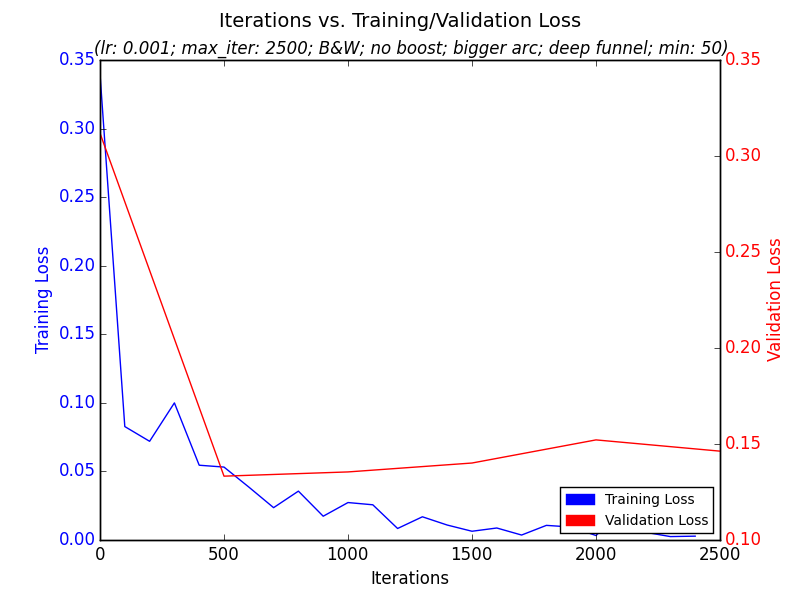 Iterations vs. Training/Validation Loss
(lr: 0.001; max_iter: 2500; B&W; no boost; bigger arc; deep funnel; min: 50)
0.35
0.30
0.25
0.20
0.15
0.10
0.05
0.00
Training Loss
0.35
0.30
0.25
0.20
0.15
0.10
Validation Loss
Training Loss
Validation Loss
0 500 1000 1500 2000 2500
Iterations